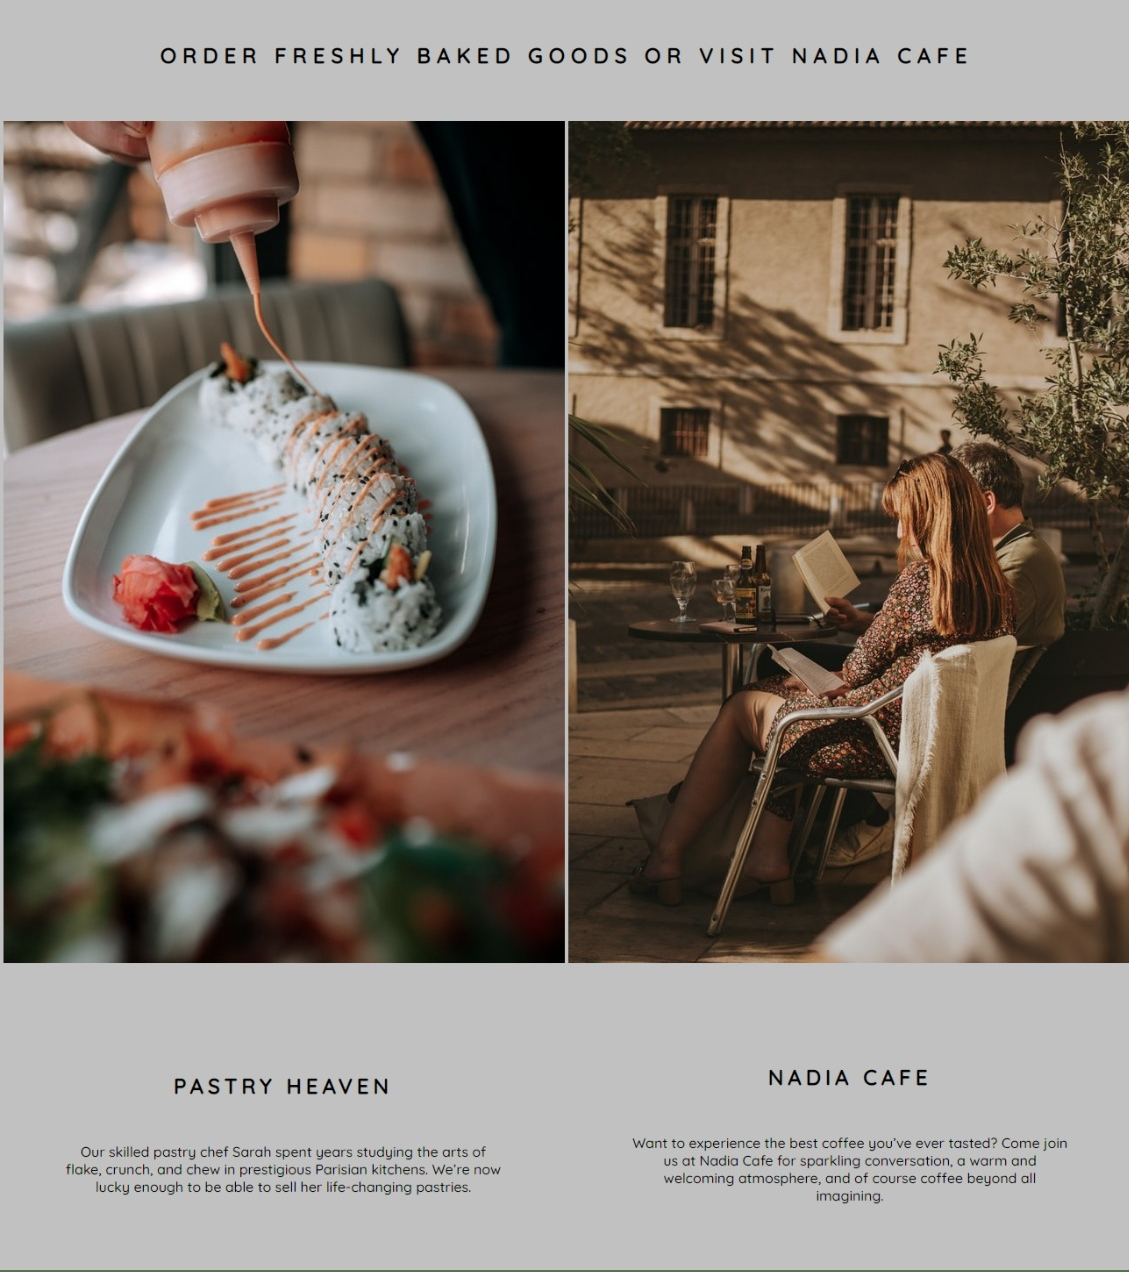 ORDER FRESHLY BAKED GOODS OR VISIT NADIA CAFE
PASTRY HEAVEN
Our skilled pastry chef Sarah spent years studying the arts of
flake, crunch, and chew in prestigious Parisian kitchens. We're now
lucky enough to be able to sell her life-changing pastries.
NADIA CAFE
Want to experience the best coffee you've ever tasted? Come join
us at Nadia Cafe for sparkling conversation, a warm and
welcoming atmosphere, and of course coffee beyond all
imagining.